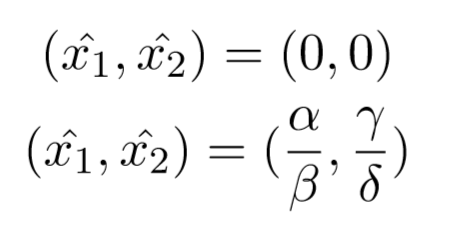 (x̂₁, x̂₂) = (0, 0)
(x̂₁, x̂₂) = (α/β, γ/δ)